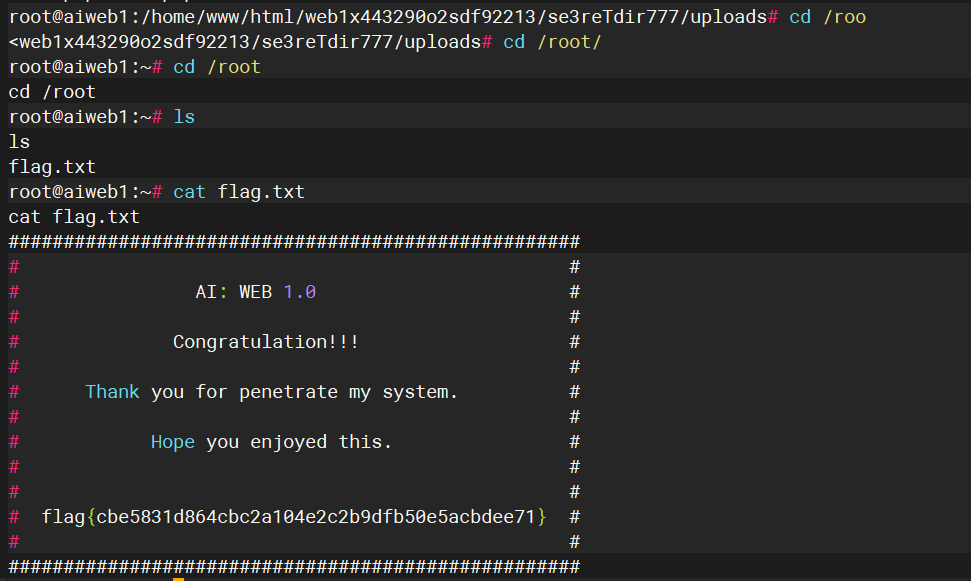 root@aiweb1:/home/www/html/web1x443290o2sdf92213/se3reTdir777/uploads# cd /roo
<web1x443290o2sdf92213/se3reTdir777/uploads# cd /root/
root@aiweb1:~# cd /root
cd /root
root@aiweb1:~# ls
ls
flag.txt
root@aiweb1:~# cat flag.txt
cat flag.txt
####################################################
#                                                  #
#                AI: WEB 1.0                       #
#                                                  #
#              Congratulation!!!                   #
#                                                  #
#      Thank you for penetrate my system.          #
#                                                  #
#            Hope you enjoyed this.                #
#                                                  #
#                                                  #
#  flag{cbe5831d864cbc2a104e2c2b9dfb50e5acbdee71}  #
#                                                  #
####################################################